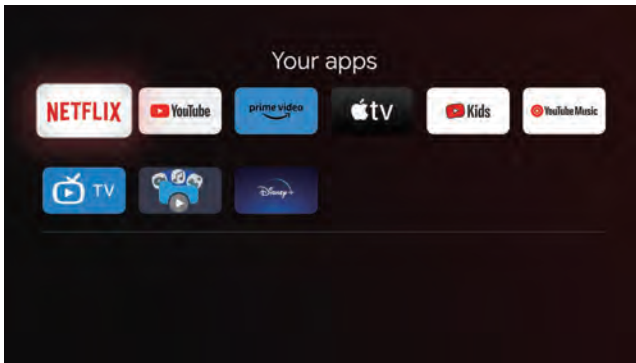 Your apps
NETFLIX
YouTube
prime video
tv
Kids
YouTube Music
TV
Disney+